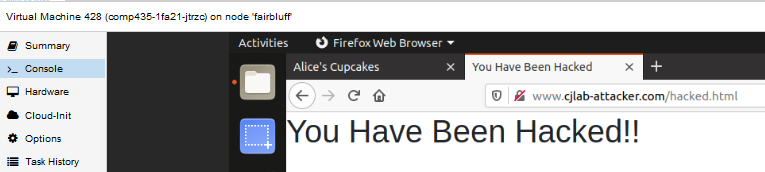 Virtual Machine 428 (comp435-1fa21-jtrzc) on node 'fairbluff'
Summary
Console
Hardware
Cloud-Init
Options
Task History
Activities
Firefox Web Browser
Alice's Cupcakes
You Have Been Hacked
www.cjlab-attacker.com/hacked.html
You Have Been Hacked!!